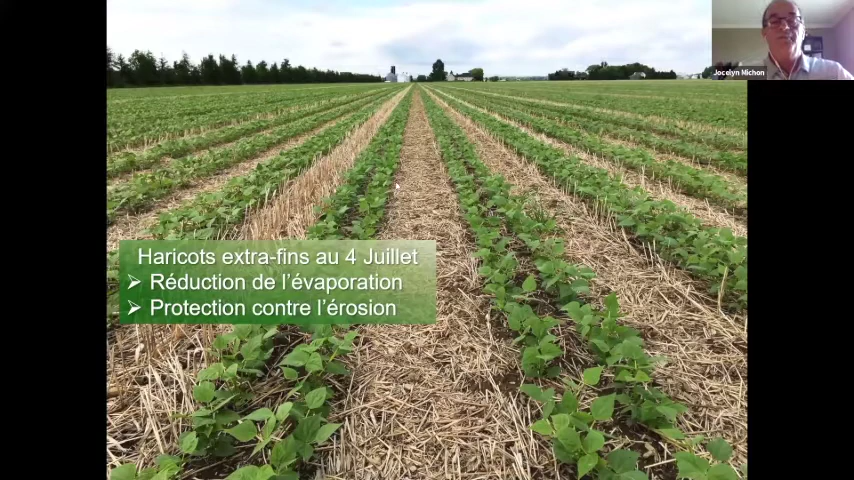 Jocelyn Michon
Haricots extra-fins au 4 Juillet
➢ Réduction de l'évaporation
➢ Protection contre l'érosion